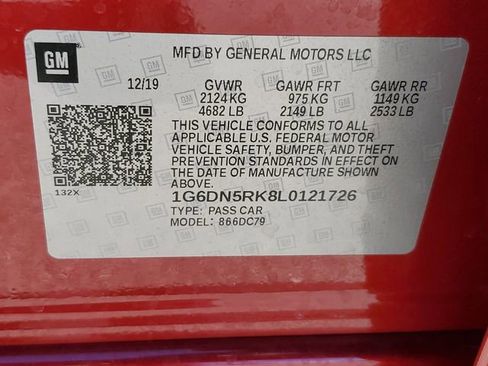 GM
MFD BY GENERAL MOTORS LLC
12/19 GVWR GAWR FRT GAWR RR
2124 KG 975 KG 1149 KG
4682 LB 2149 LB 2533 LB
THIS VEHICLE CONFORMS TO ALL
APPLICABLE U.S. FEDERAL MOTOR
VEHICLE SAFETY, BUMPER, AND THEFT
PREVENTION STANDARDS IN EFFECT ON
THE DATE OF MANUFACTURE SHOWN
ABOVE.
132X
1G6DN5RK8L0121726
TYPE: PASS CAR
MODEL: 866DC79